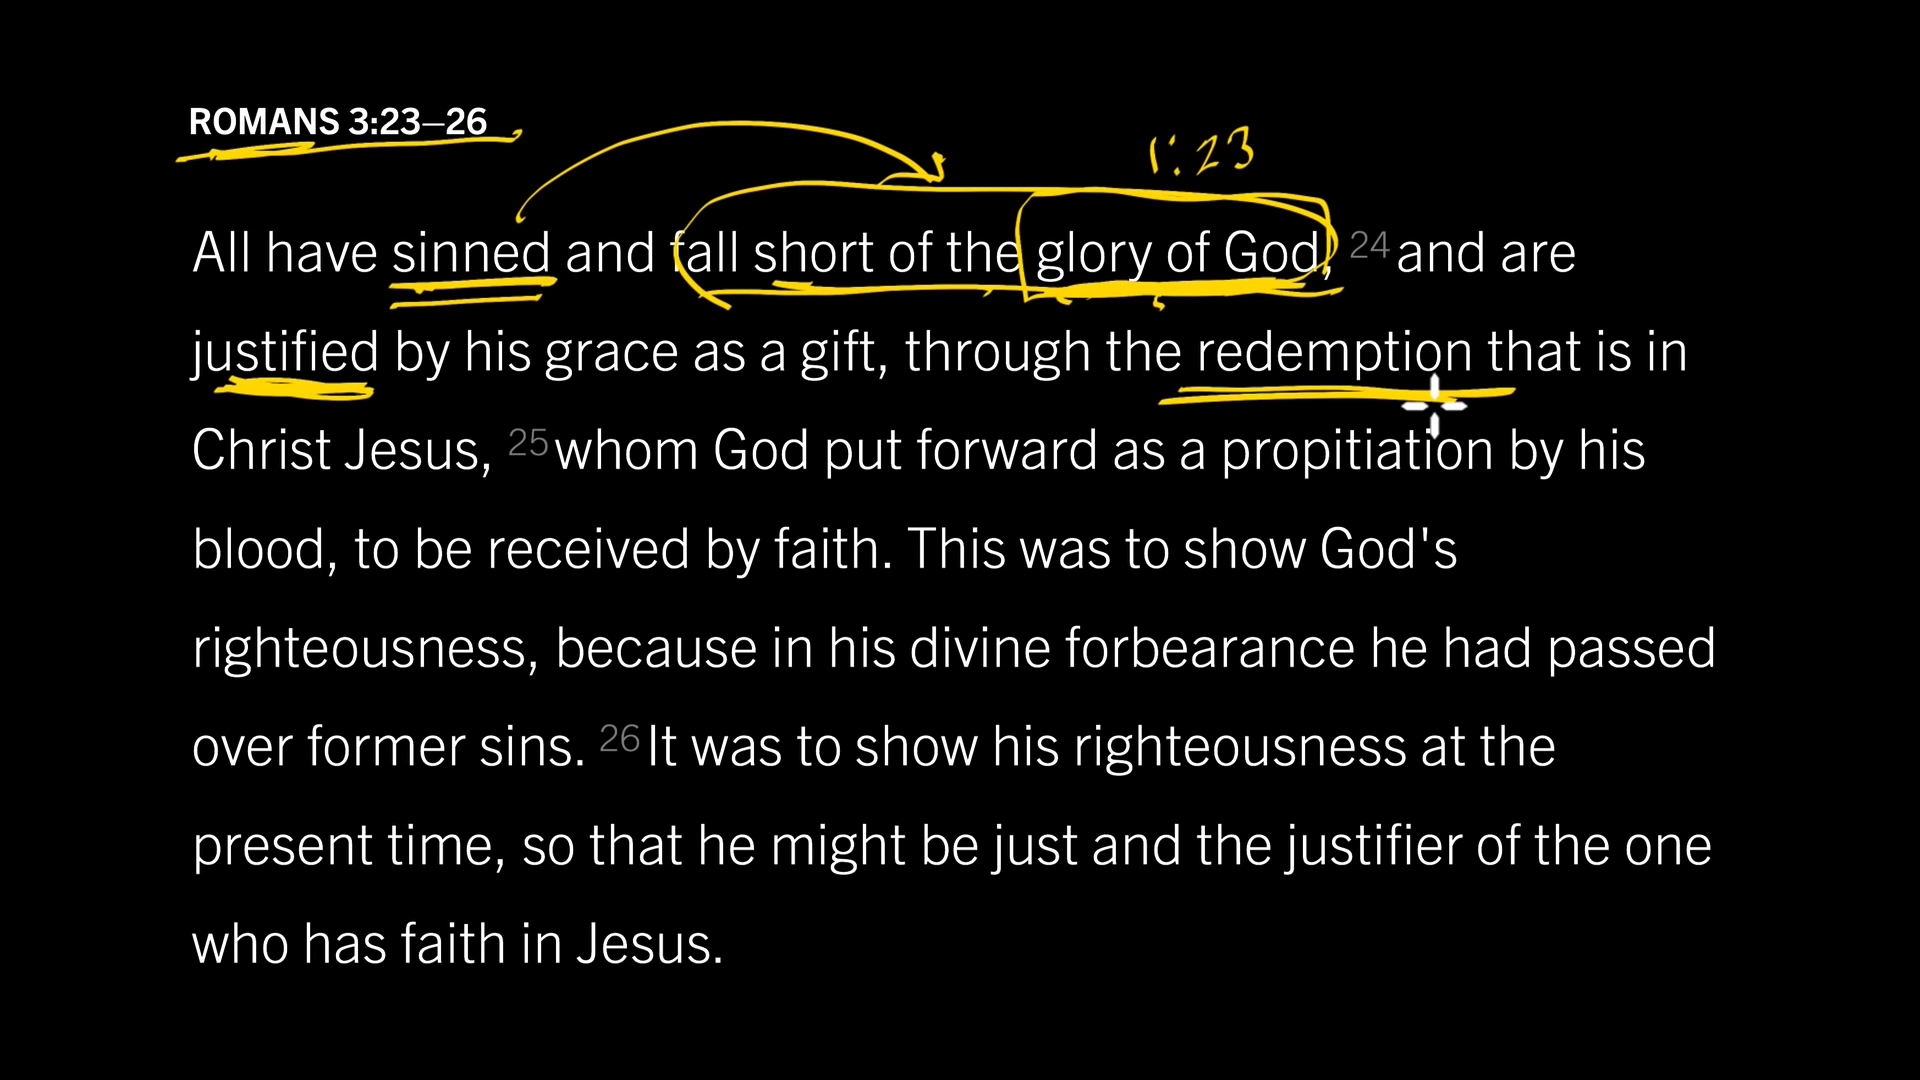 ROMANS 3:23–26
1:23
All have sinned and fall short of the glory of God, 24 and are
justified by his grace as a gift, through the redemption that is in
Christ Jesus, 25 whom God put forward as a propitiation by his
blood, to be received by faith. This was to show God's
righteousness, because in his divine forbearance he had passed
over former sins. 26 It was to show his righteousness at the
present time, so that he might be just and the justifier of the one
who has faith in Jesus.